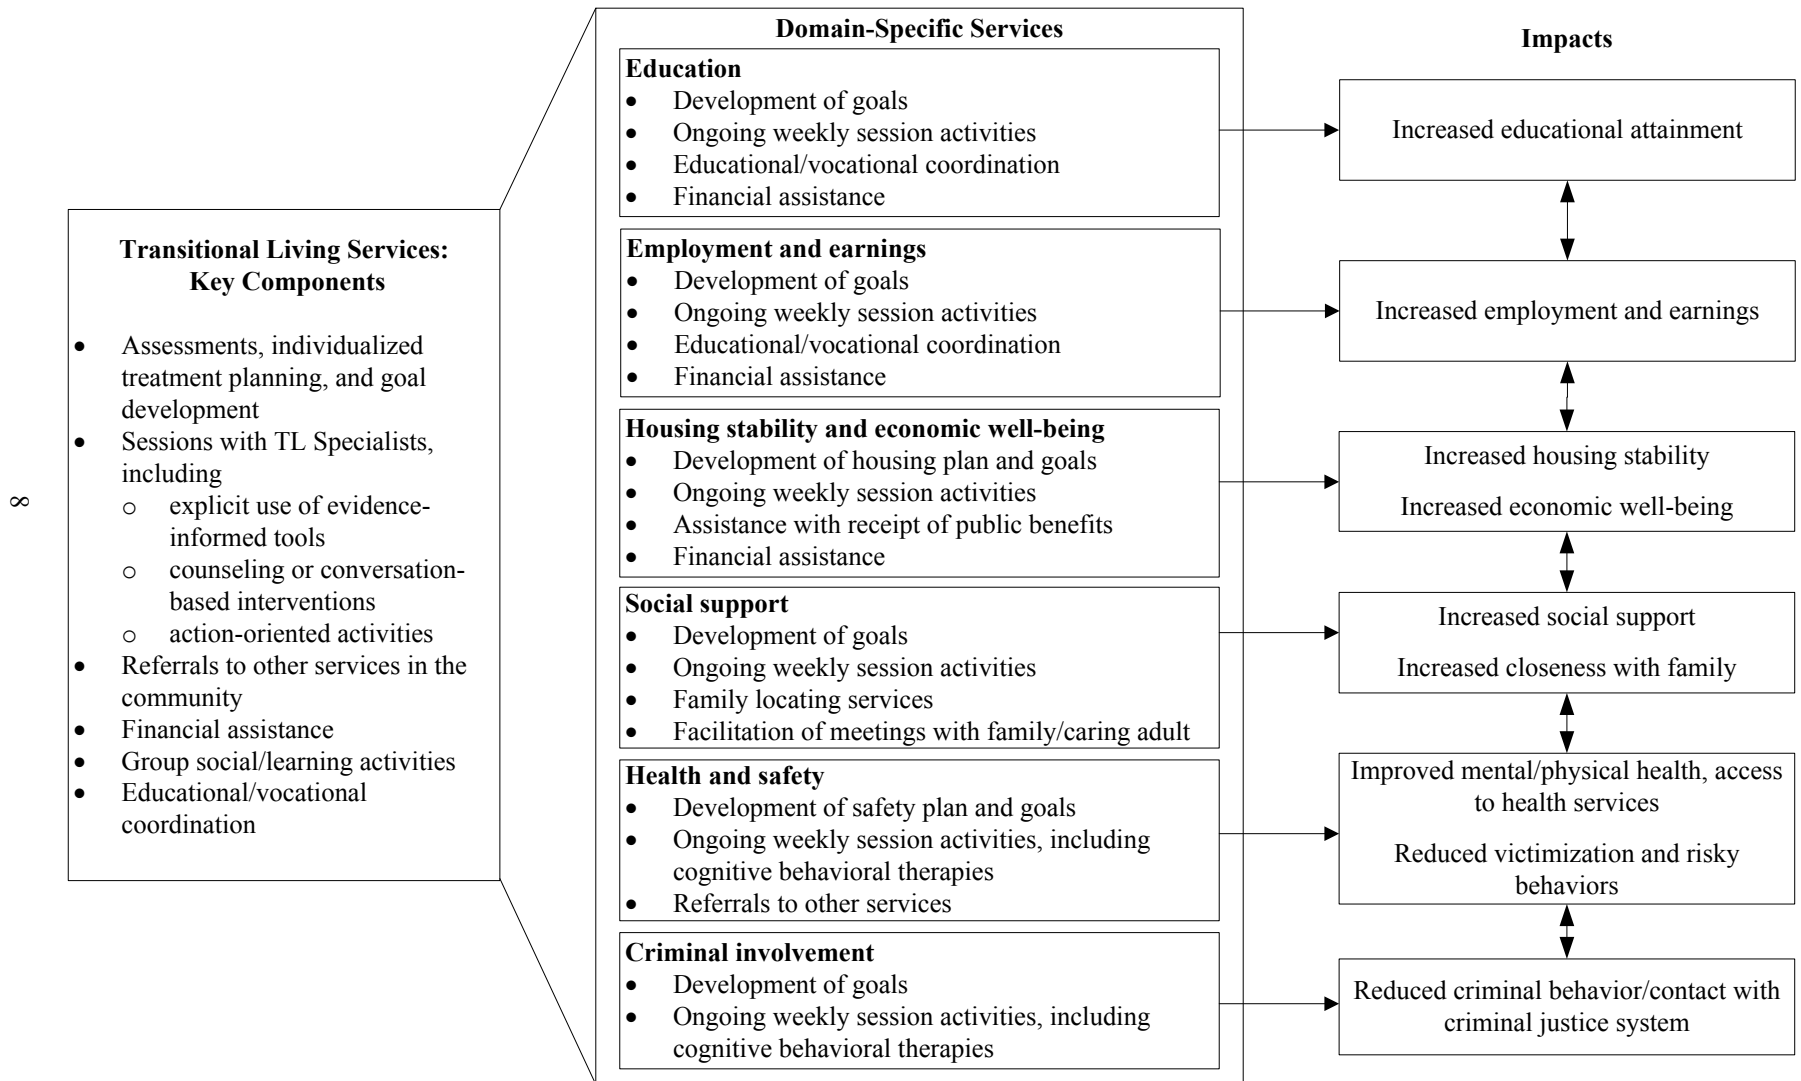 8
Transitional Living Services:
Key Components
• Assessments, individualized
treatment planning, and goal
development
• Sessions with TL Specialists,
including
o explicit use of evidence-
informed tools
o counseling or conversation-
based interventions
o action-oriented activities
• Referrals to other services in the
community
• Financial assistance
• Group social/learning activities
• Educational/vocational
coordination
Domain-Specific Services
Education
• Development of goals
• Ongoing weekly session activities
• Educational/vocational coordination
• Financial assistance
Employment and earnings
• Development of goals
• Ongoing weekly session activities
• Educational/vocational coordination
• Financial assistance
Housing stability and economic well-being
• Development of housing plan and goals
• Ongoing weekly session activities
• Assistance with receipt of public benefits
• Financial assistance
Social support
• Development of goals
• Ongoing weekly session activities
• Family locating services
• Facilitation of meetings with family/caring adult
Health and safety
• Development of safety plan and goals
• Ongoing weekly session activities, including
cognitive behavioral therapies
• Referrals to other services
Criminal involvement
• Development of goals
• Ongoing weekly session activities, including
cognitive behavioral therapies
Impacts
Increased educational attainment
Increased employment and earnings
Increased housing stability
Increased economic well-being
Increased social support
Increased closeness with family
Improved mental/physical health, access
to health services
Reduced victimization and risky
behaviors
Reduced criminal behavior/contact with
criminal justice system